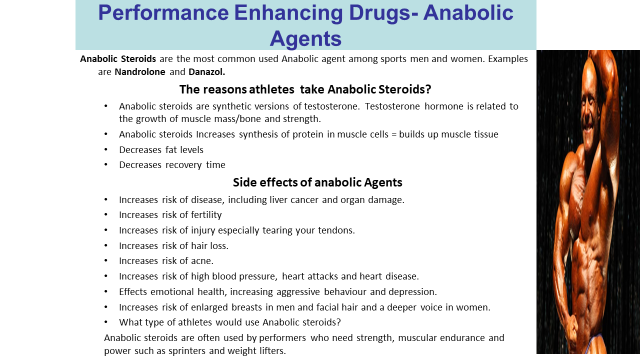 Performance Enhancing Drugs- Anabolic
Agents
Anabolic Steroids are the most common used Anabolic agent among sports men and women. Examples
are Nandrolone and Danazol.
The reasons athletes take Anabolic Steroids?
• Anabolic steroids are synthetic versions of testosterone. Testosterone hormone is related to
the growth of muscle mass/bone and strength.
• Anabolic steroids Increases synthesis of protein in muscle cells = builds up muscle tissue
• Decreases fat levels
• Decreases recovery time
Side effects of anabolic Agents
• Increases risk of disease, including liver cancer and organ damage.
• Increases risk of fertility
• Increases risk of injury especially tearing your tendons.
• Increases risk of hair loss.
• Increases risk of acne.
• Increases risk of high blood pressure, heart attacks and heart disease.
• Effects emotional health, increasing aggressive behaviour and depression.
• Increases risk of enlarged breasts in men and facial hair and a deeper voice in women.
• What type of athletes would use Anabolic steroids?
Anabolic steroids are often used by performers who need strength, muscular endurance and
power such as sprinters and weight lifters.